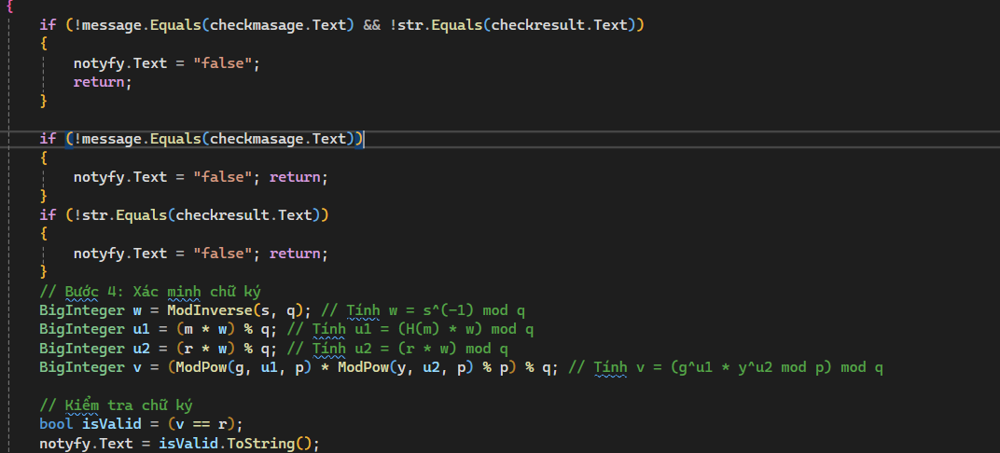 {
if (!message.Equals(checkmasage.Text) && !str.Equals(checkresult.Text))
{
notyfy.Text = "false";
return;
}
if (!message.Equals(checkmasage.Text))
{
notyfy.Text = "false"; return;
}
if (!str.Equals(checkresult.Text))
{
notyfy.Text = "false"; return;
}
// Bước 4: Xác minh chữ ký
BigInteger w = ModInverse(s, q); // Tính w = s^(-1) mod q
BigInteger u1 = (m * w) % q; // Tính u1 = (H(m) * w) mod q
BigInteger u2 = (r * w) % q; // Tính u2 = (r * w) mod q
BigInteger v = (ModPow(g, u1, p) * ModPow(y, u2, p) % p) % q; // Tính v = (g^u1 * y^u2 mod p) mod q
// Kiểm tra chữ ký
bool isValid = (v == r);
notyfy.Text = isValid.ToString();